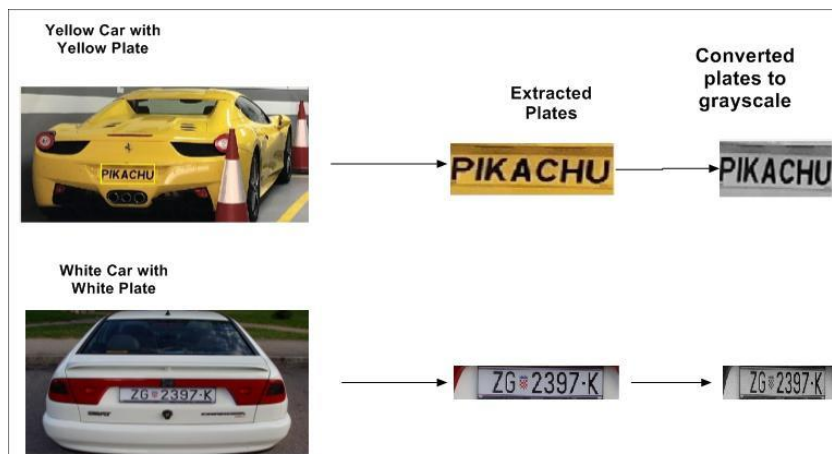 Yellow Car with
Yellow Plate
Extracted
Plates
Converted
plates to
grayscale
PIKACHU
PIKACHU
PIKACHU
White Car with
White Plate
ZG 2397-K
ZG 2397-K
ZG 2397-K